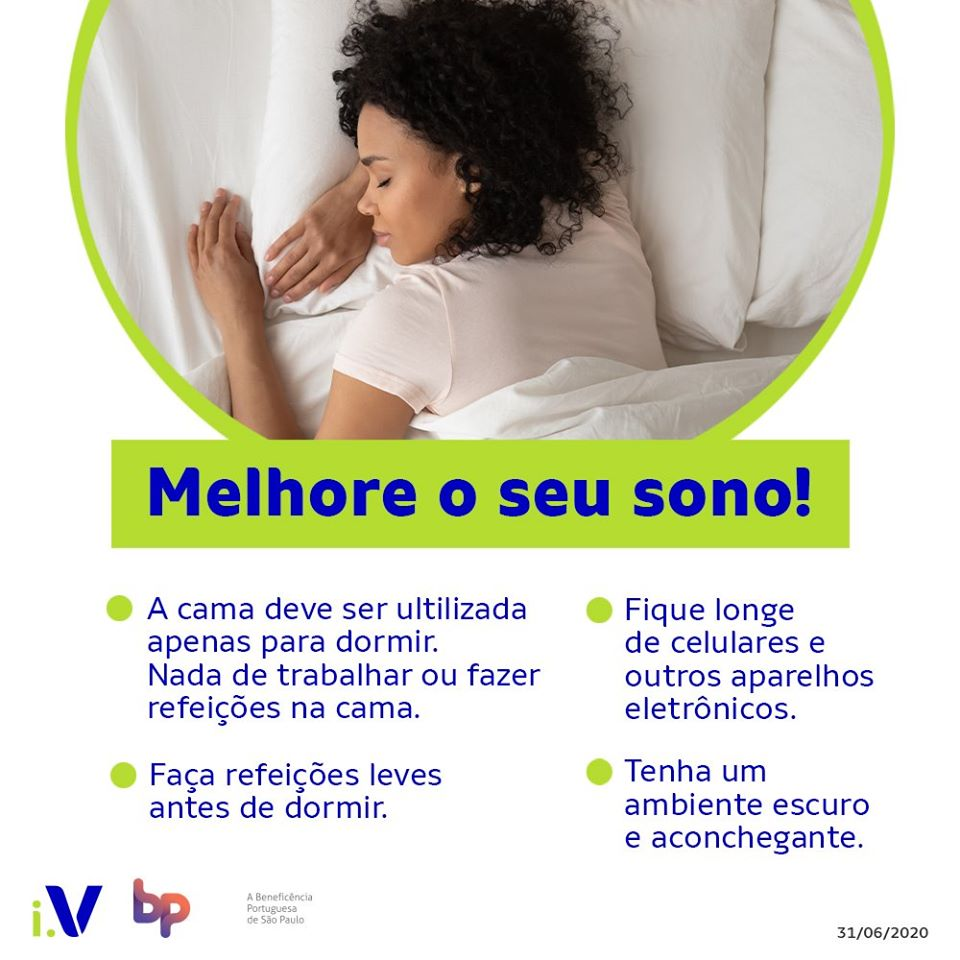 Melhore o seu sono!
A cama deve ser ultilizada
apenas para dormir.
Nada de trabalhar ou fazer
refeições na cama.
Faça refeições leves
antes de dormir.
Fique longe
de celulares e
outros aparelhos
eletrônicos.
Tenha um
ambiente escuro
e aconchegante.
i.V
bp
A Beneficência
Portuguesa
de São Paulo
31/06/2020